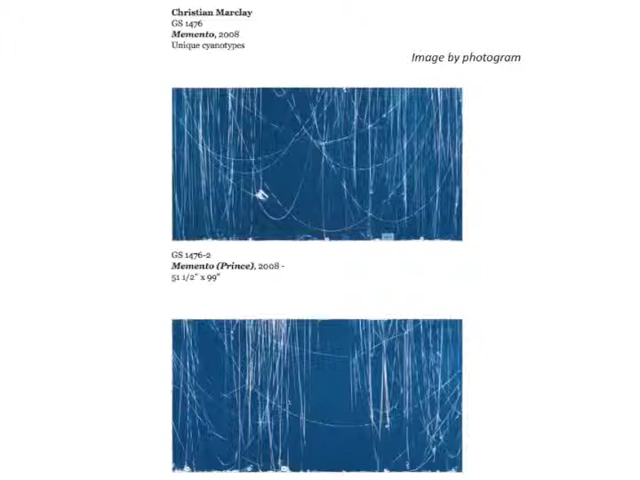 Christian Marclay
GS 1476
Memento, 2008
Unique cyanotypes
Image by photogram
GS 1476-2
Memento (Prince), 2008 -
51 1/2" x 99"